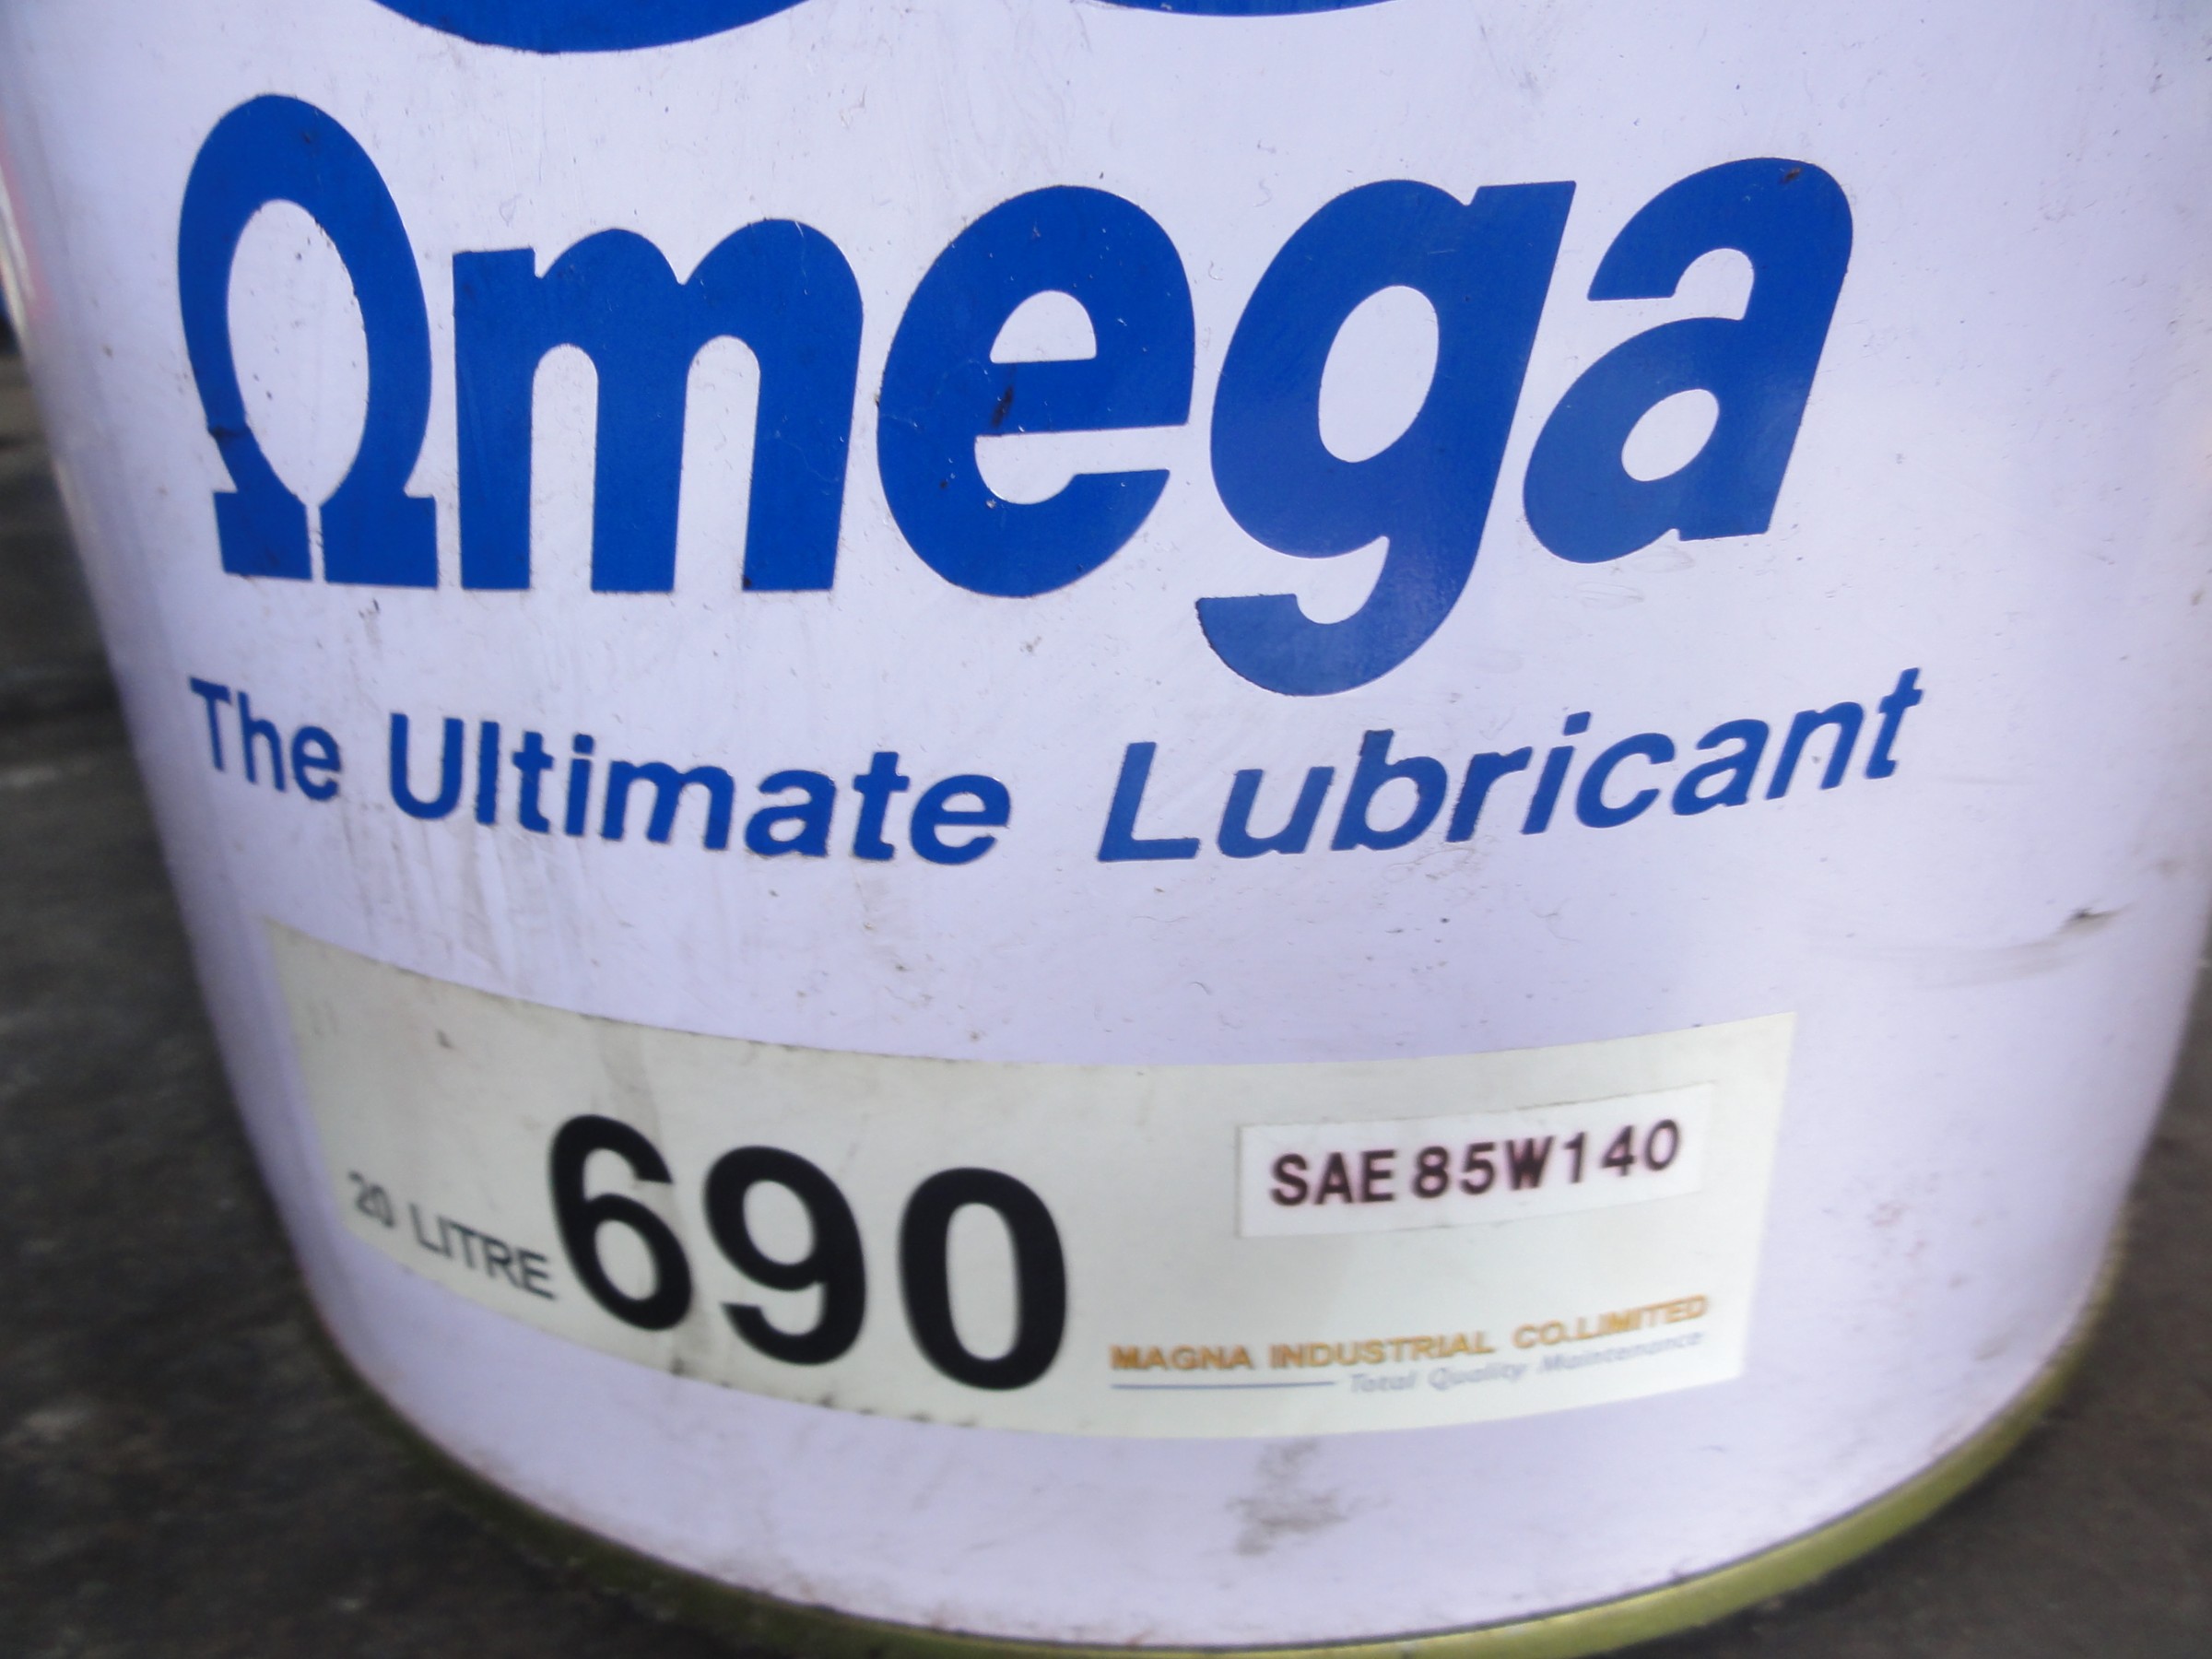 Ωmega
The Ultimate Lubricant
20 LITRE 690
SAE 85W140
MAGNA INDUSTRIAL CO.LIMITED
Total Quality Maintenance